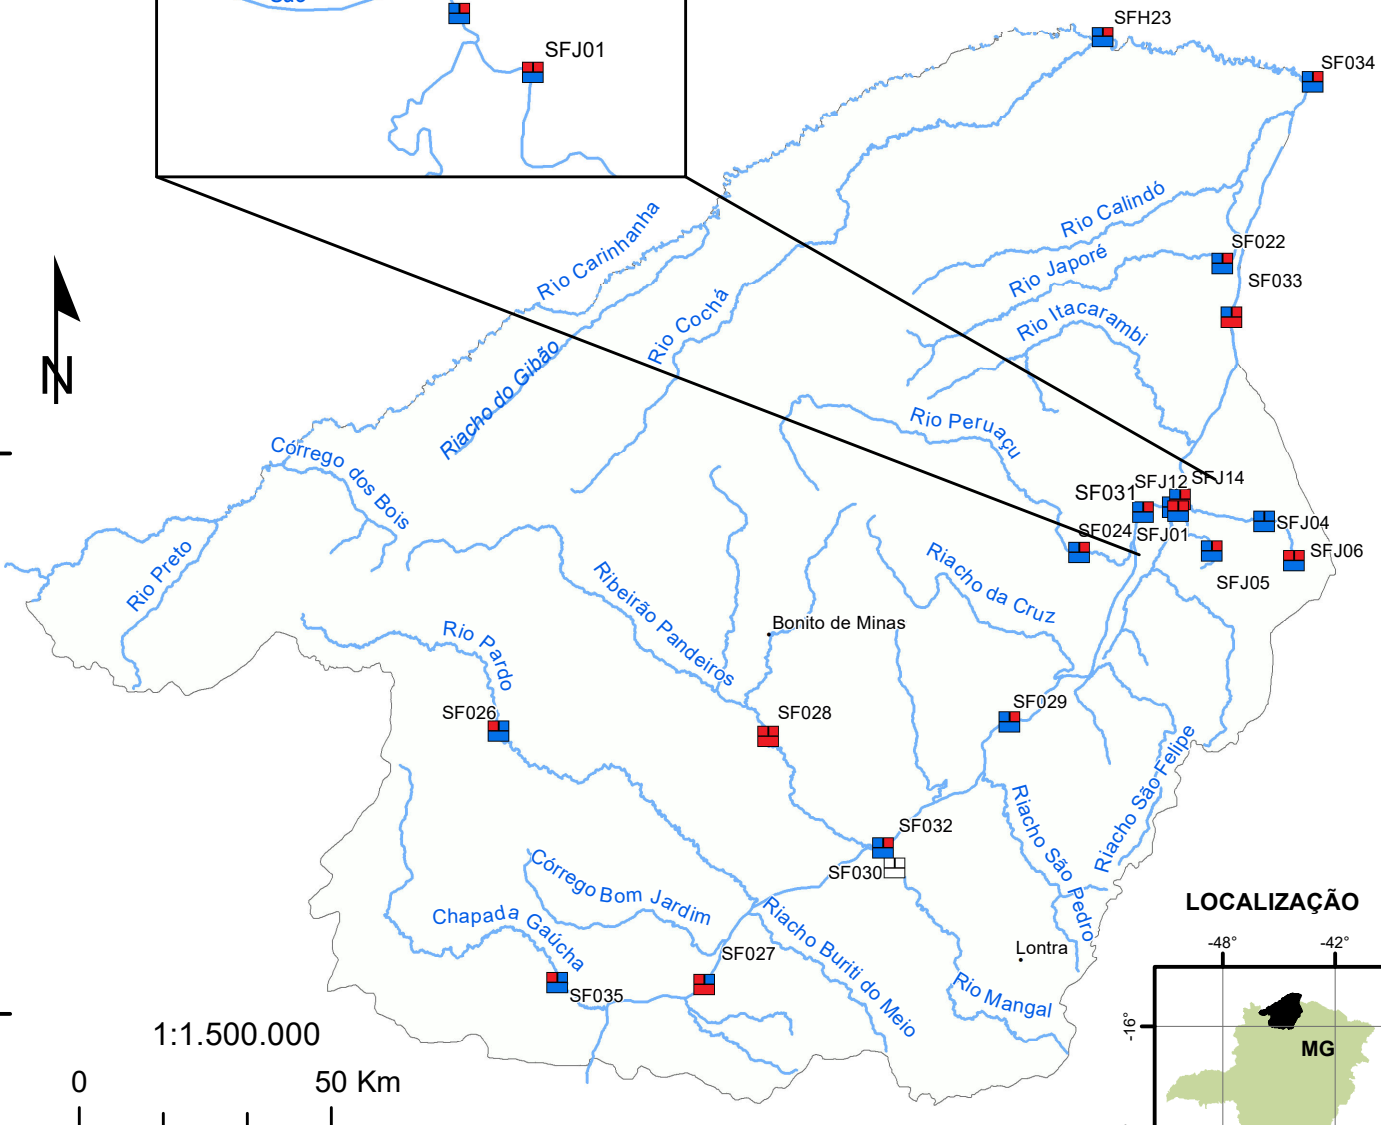 São
SFJ01
SFH23
SF034
Rio Carinhanha
Rio Calindó
Rio Japoré
SF022
SF033
Rio Itacarambi
Rio Cochá
Riacho do Gibão
N
Rio Peruaçu
Córrego dos Bois
SFJ12
SFJ14
SF031
SF024
SFJ01
SFJ04
SFJ06
SFJ05
Rio Preto
Ribeirão Pandeiros
Riacho da Cruz
Bonito de Minas
Rio Pardo
SF026
SF028
SF029
Riacho São Felipe
SF032
SF030
Riacho São Pedro
Córrego Bom Jardim
Chapada Gaúcha
Riacho Buriti do Meio
SF027
SF035
Lontra
Rio Mangal
LOCALIZAÇÃO
-48°
-42°
-16°
MG
1:1.500.000
0
50 Km